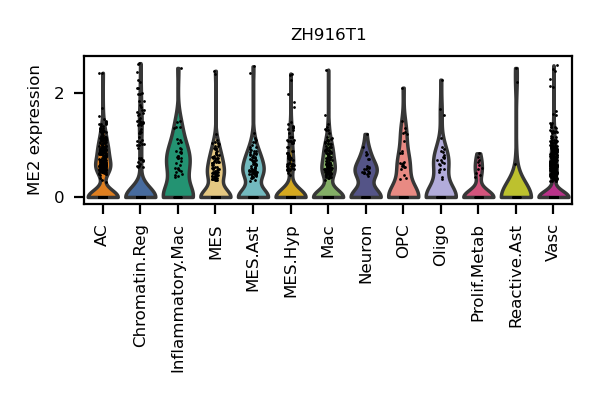 ZH916T1
ME2 expression
2
0
AC
Chromatin.Reg
Inflammatory.Mac
MES
MES.Ast
MES.Hyp
Mac
Neuron
OPC
Oligo
Prolif.Metab
Reactive.Ast
Vasc